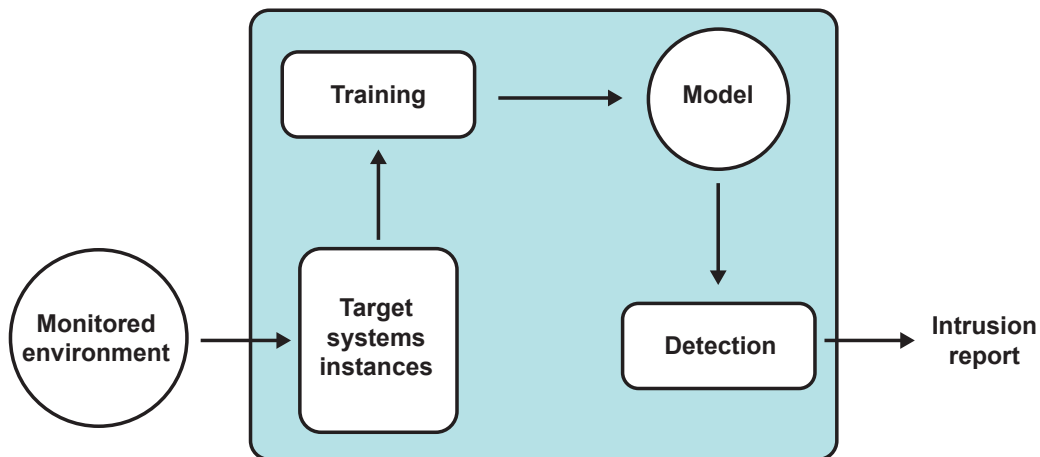 Training
Model
Monitored
environment
Target
systems
instances
Detection
Intrusion
report